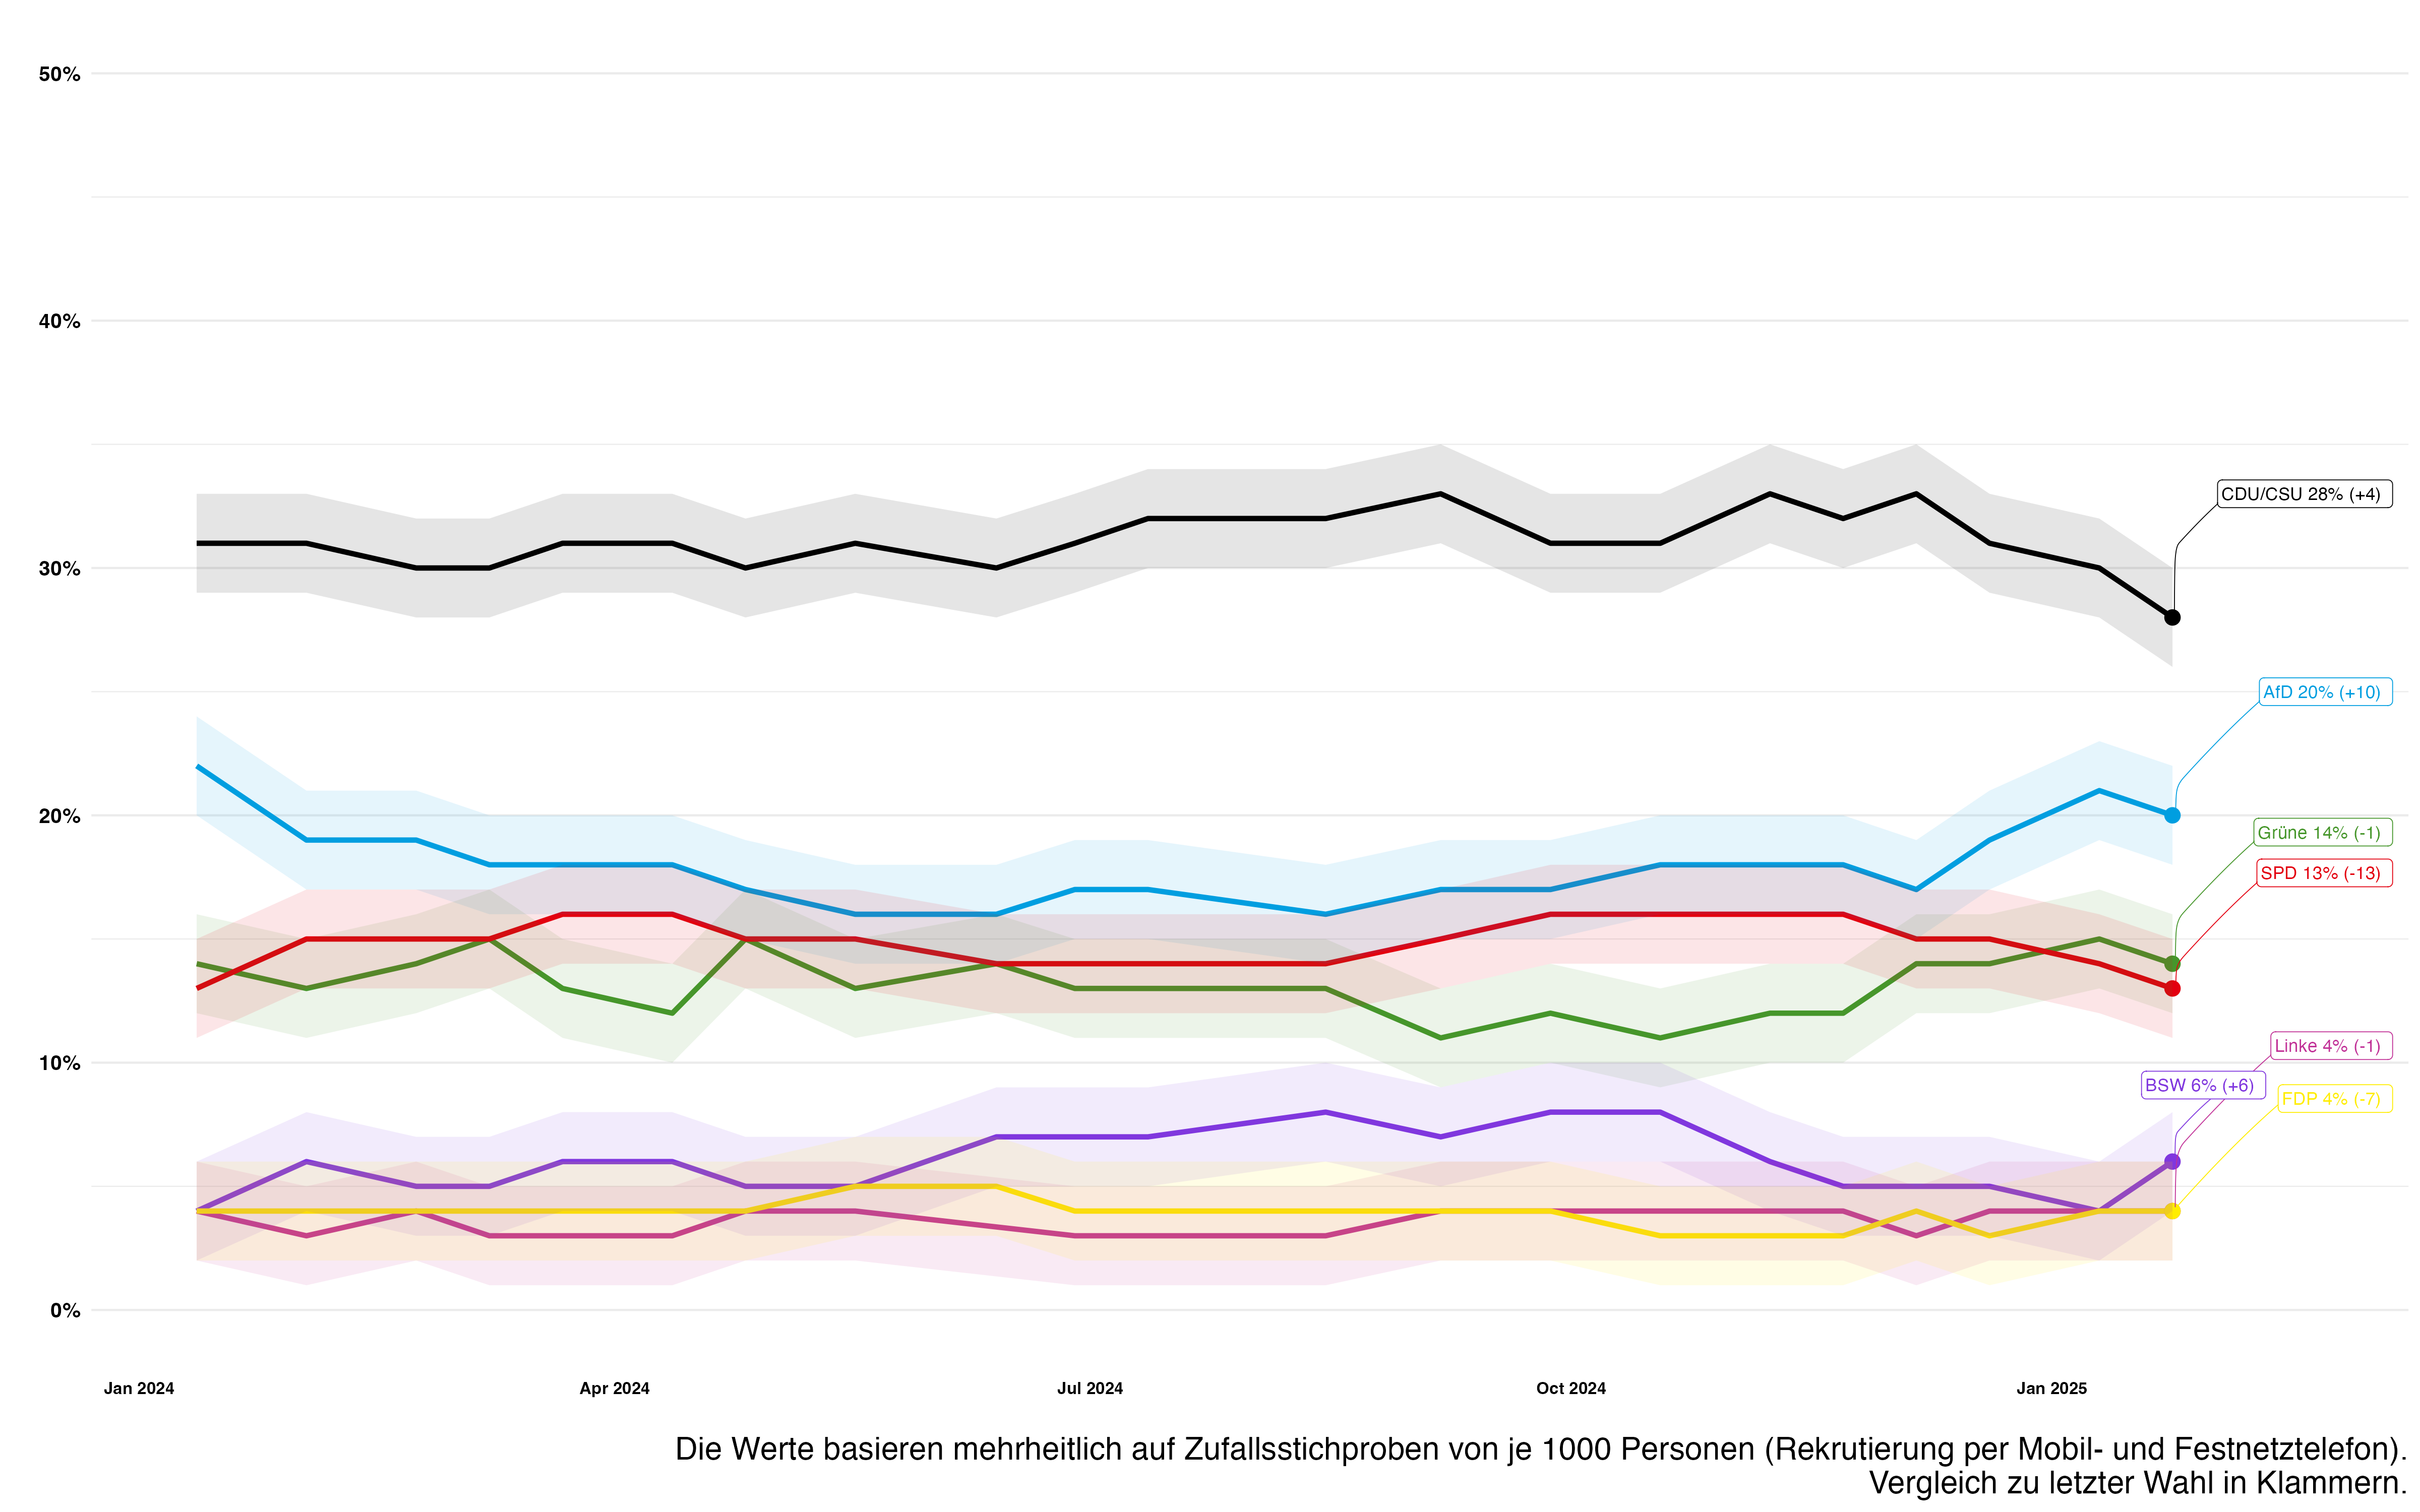 50%
40%
30%
20%
10%
0%
CDU/CSU 28% (+4)
AfD 20% (+10)
Grüne 14% (-1)
SPD 13% (-13)
Linke 4% (-1)
BSW 6% (+6)
FDP 4% (-7)
Jan 2024
Apr 2024
Jul 2024
Oct 2024
Jan 2025
Die Werte basieren mehrheitlich auf Zufallsstichproben von je 1000 Personen (Rekrutierung per Mobil- und Festnetztelefon).
Vergleich zu letzter Wahl in Klammern.